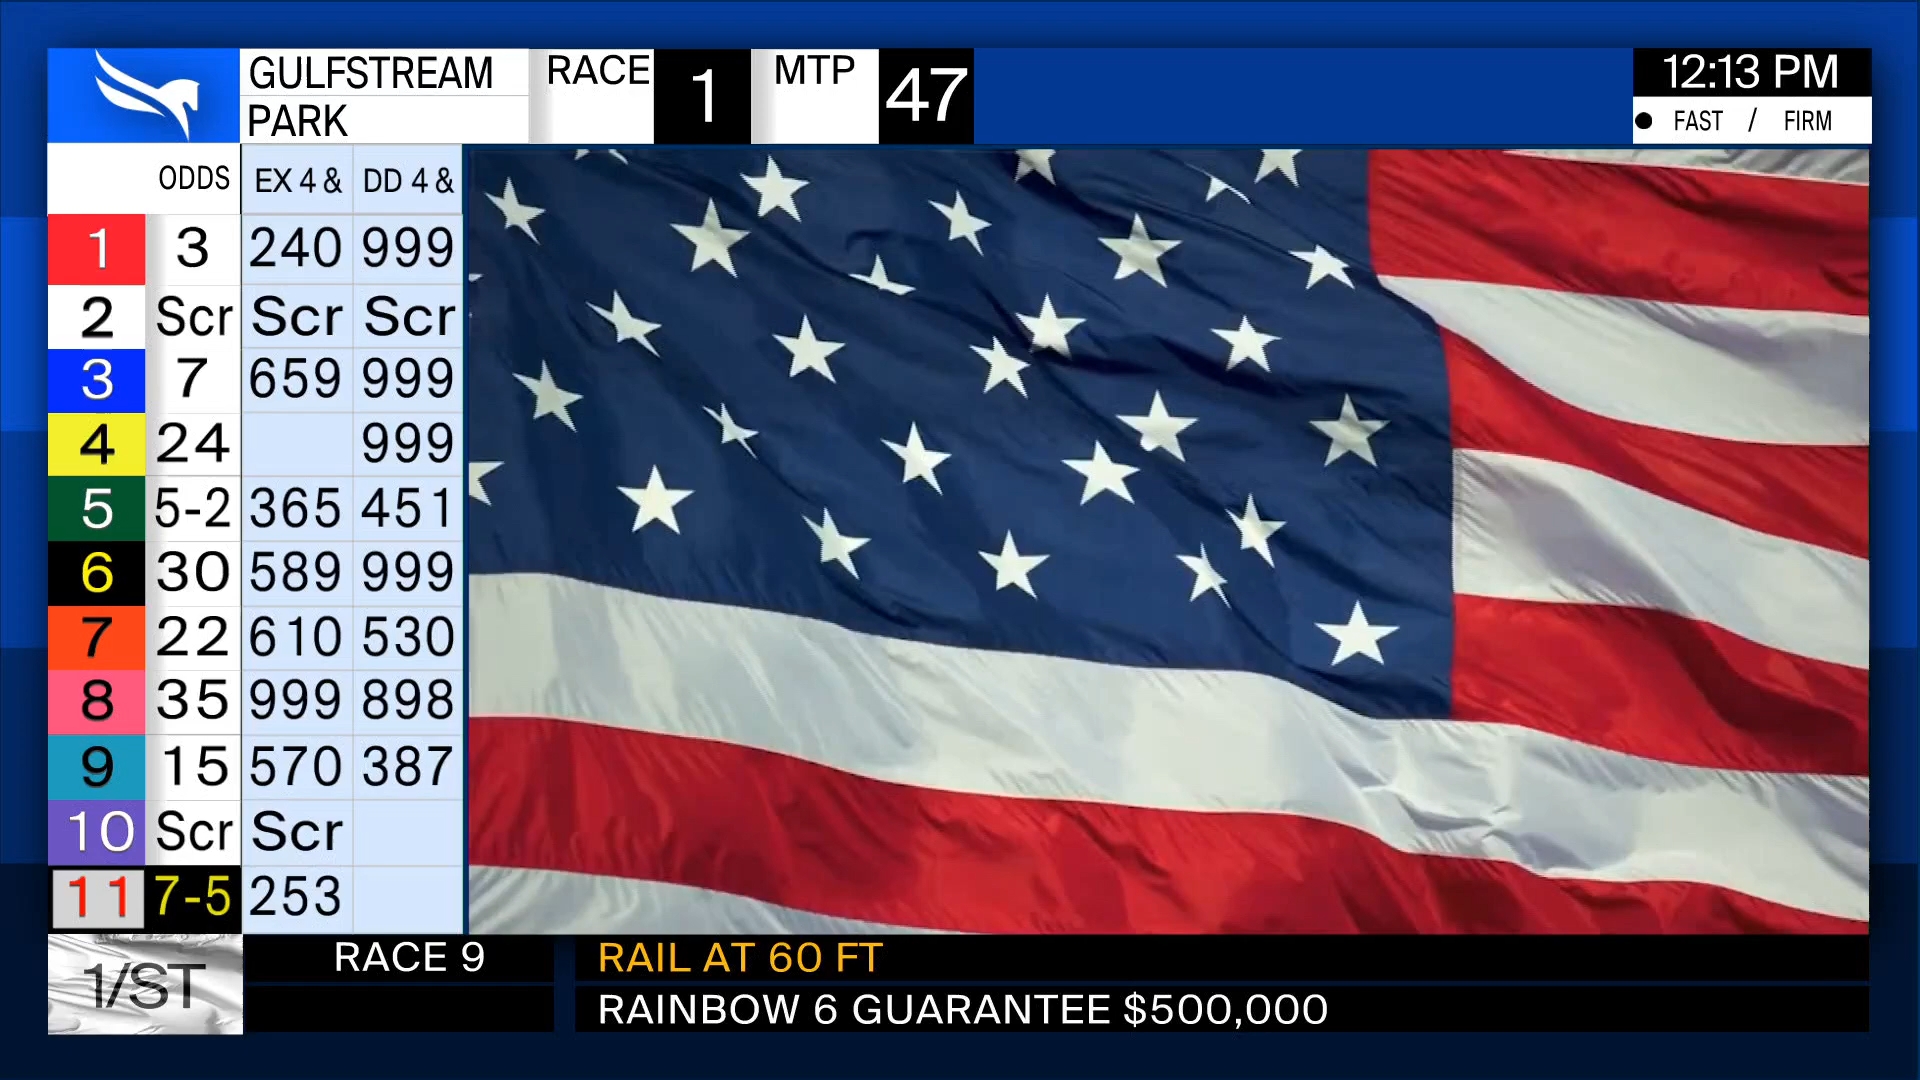 GULFSTREAM PARK RACE 1 MTP 47 12:13 PM
FAST / FIRM
ODDS EX 4 & DD 4 &
1 3 240 999
2 Scr Scr Scr
3 7 659 999
4 24 999
5 5-2 365 451
6 30 589 999
7 22 610 530
8 35 999 898
9 15 570 387
10 Scr Scr
11 7-5 253
1/ST RACE 9 RAIL AT 60 FT
RAINBOW 6 GUARANTEE $500,000